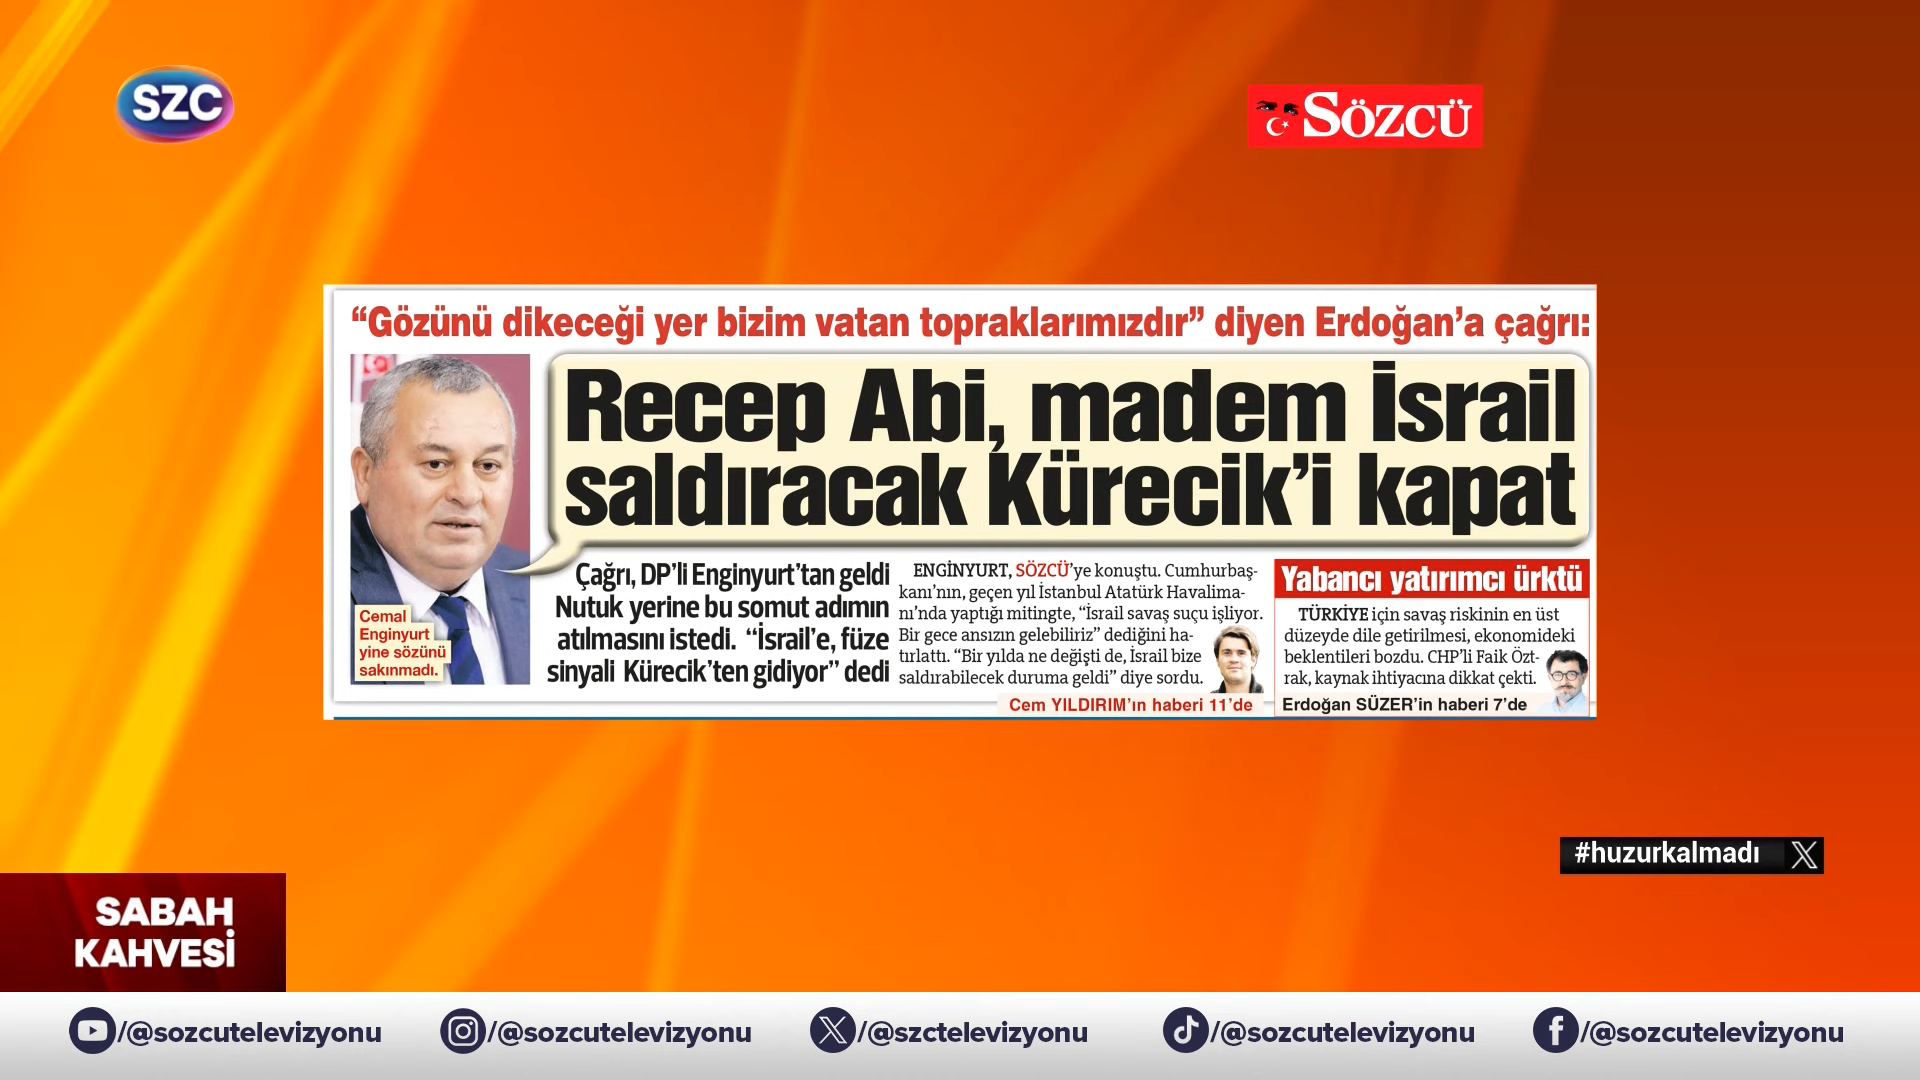 SZC
SÖZCÜ
“Gözünü dikeceği yer bizim vatan topraklarımızdır” diyen Erdoğan’a çağrı:
Recep Abi, madem İsrail
saldıracak Kürecik’i kapat
Cemal
Enginyurt
yine sözünü
sakınmadı.
Çağrı, DP’li Enginyurt’tan geldi
Nutuk yerine bu somut adımın
atılmasını istedi. “İsrail’e, füze
sinyali Kürecik’ten gidiyor” dedi
ENGİNYURT, SÖZCÜ’ye konuştu. Cumhurbaş-
kanı’nın, geçen yıl İstanbul Atatürk Havalima-
nı’nda yaptığı mitingte, “İsrail savaş suçu işliyor.
Bir gece ansızın gelebiliriz” dediğini ha-
tırlattı. “Bir yılda ne değişti de, İsrail bize
saldırabilecek duruma geldi” diye sordu.
Cem YILDIRIM’ın haberi 11’de
Yabancı yatırımcı ürktü
TÜRKİYE için savaş riskinin en üst
düzeyde dile getirilmesi, ekonomideki
beklentileri bozdu. CHP’li Faik Özt-
rak, kaynak ihtiyacına dikkat çekti.
Erdoğan SÜZER’in haberi 7’de
#huzurkalmadı
SABAH
KAHVESİ
/@sozcutelevizyonu
/@sozcutelevizyonu
/@szctelevizyonu
/@sozcutelevizyonu
/@sozcutelevizyonu